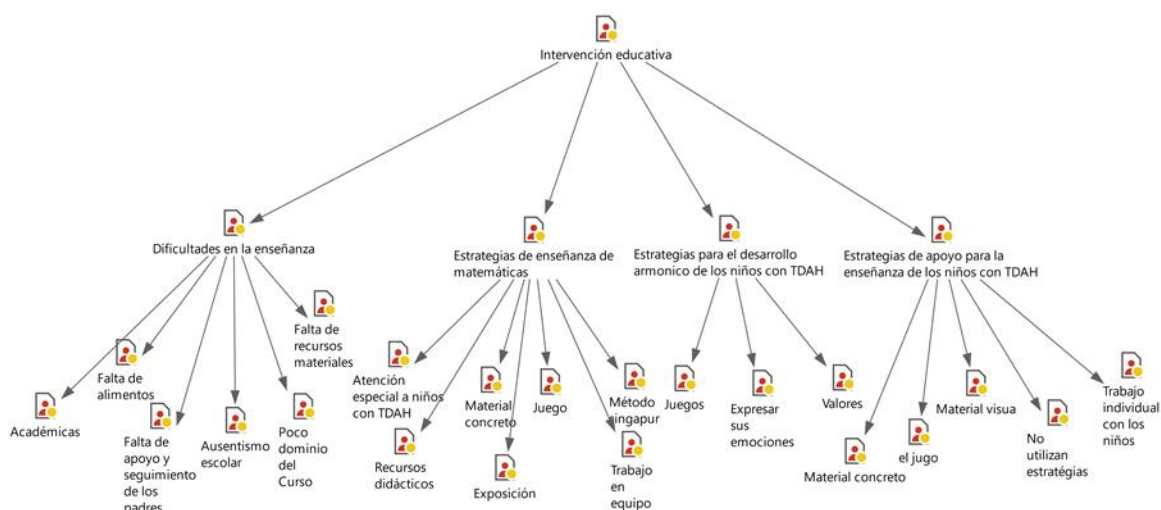 Intervención educativa
Dificultades en la enseñanza
Estrategias de enseñanza de
matemáticas
Estrategias para el desarrollo
armonico de los niños con TDAH
Estrategias de apoyo para la
enseñanza de los niños con TDAH
Académicas
Falta de
alimentos
Falta de
apoyo y
seguimiento
de los
padres
Ausentismo
escolar
Poco
dominio
del
Curso
Falta de
recursos
materiales
Atención
especial a niños
con TDAH
Recursos
didácticos
Material
concreto
Exposición
Juego
Método
singapur
Trabajo
en
equipo
Juegos
Expresar
sus
emociones
Valores
Material concreto
el jugo
Material visua
No
utilizan
estratégias
Trabajo
individual
con los
niños